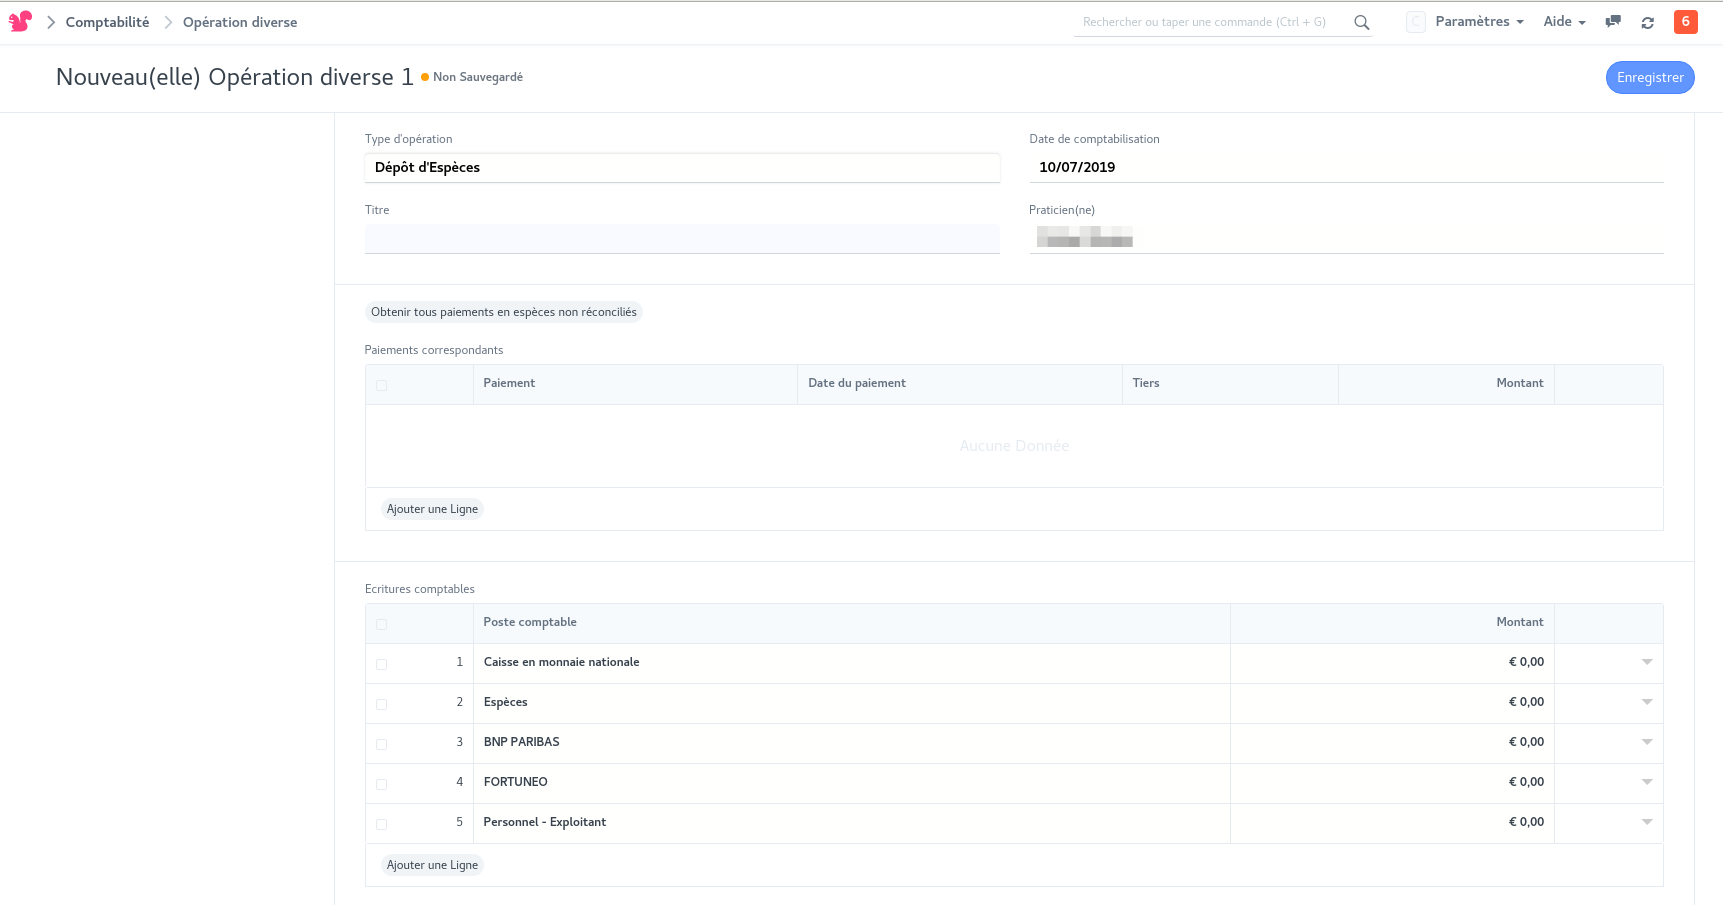 Comptabilité Opération diverse Rechercher ou taper une commande (Ctrl + G) C Paramètres Aide 6
Nouveau(elle) Opération diverse 1 Non Sauvegardé Enregistrer
Type d'opération Date de comptabilisation
Dépôt d'Espèces 10/07/2019
Titre Praticien(ne)
Obtenir tous paiements en espèces non réconciliés
Paiements correspondants
Paiement Date du paiement Tiers Montant
Aucune Donnée
Ajouter une Ligne
Ecritures comptables
Poste comptable Montant
1 Caisse en monnaie nationale € 0,00
2 Espèces € 0,00
3 BNP PARIBAS € 0,00
4 FORTUNEO € 0,00
5 Personnel - Exploitant € 0,00
Ajouter une Ligne